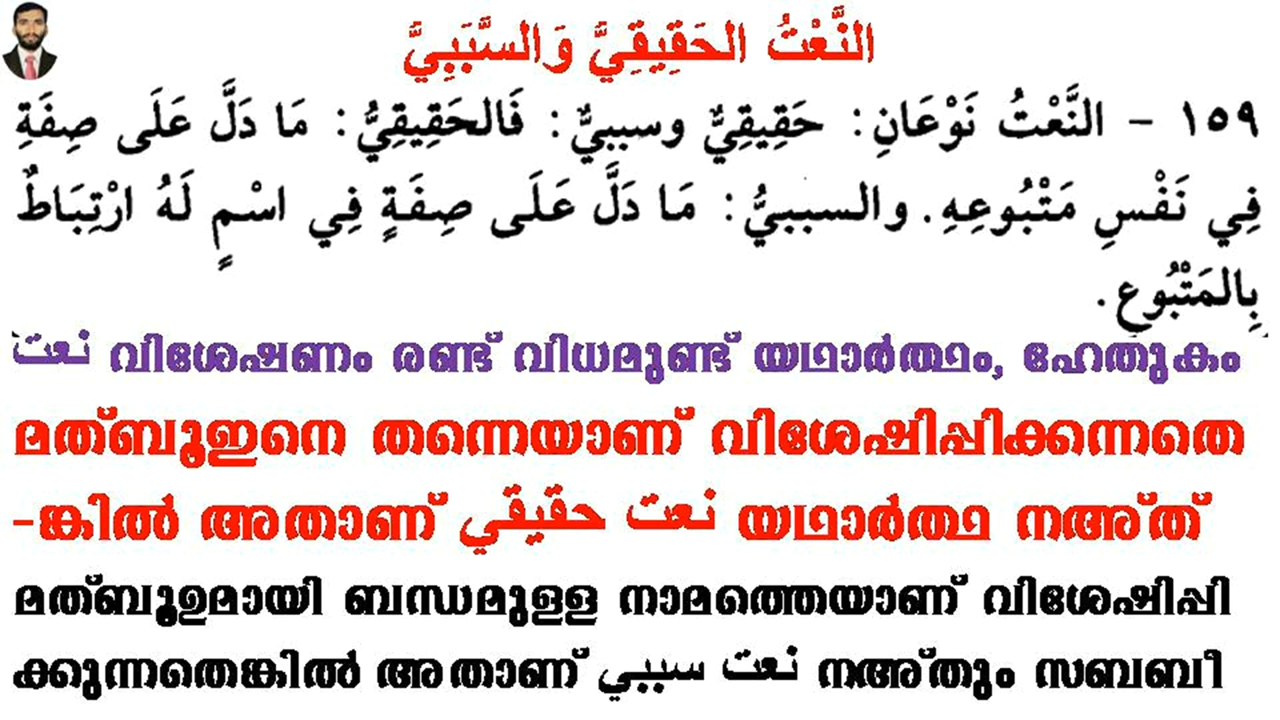 النَّعْتُ الحَقِيقِيَّ وَالسَّبَبِيَّ
١٥٩ - النَّعْتُ نَوْعَانِ: حَقِيقِيٌّ وسببيٌّ: فَالحَقِيقِيُّ: مَا دَلَّ عَلَى صِفَةٍ
فِي نَفْسِ مَتْبُوعِهِ. والسببيُّ: مَا دَلَّ عَلَى صِفَةٍ فِي اسْمٍ لَهُ ارْتِبَاطٌ
بِالمَتْبُوعِ.
نعت വിശേഷണം രണ്ട് വിധമുണ്ട് യഥാർത്ഥം, ഹേതുകം
മത്ബൂഇനെ തന്നെയാണ് വിശേഷിപ്പിക്കന്നതെ
-ങ്കിൽ അതാണ് نعت حقيقي യഥാർത്ഥ നഅ്ത്
മത്ബൂഉമായി ബന്ധമുളള നാമത്തെയാണ് വിശേഷിപ്പി
ക്കുന്നതെങ്കിൽ അതാണ് نعت سببي നഅ്തും സബബീ